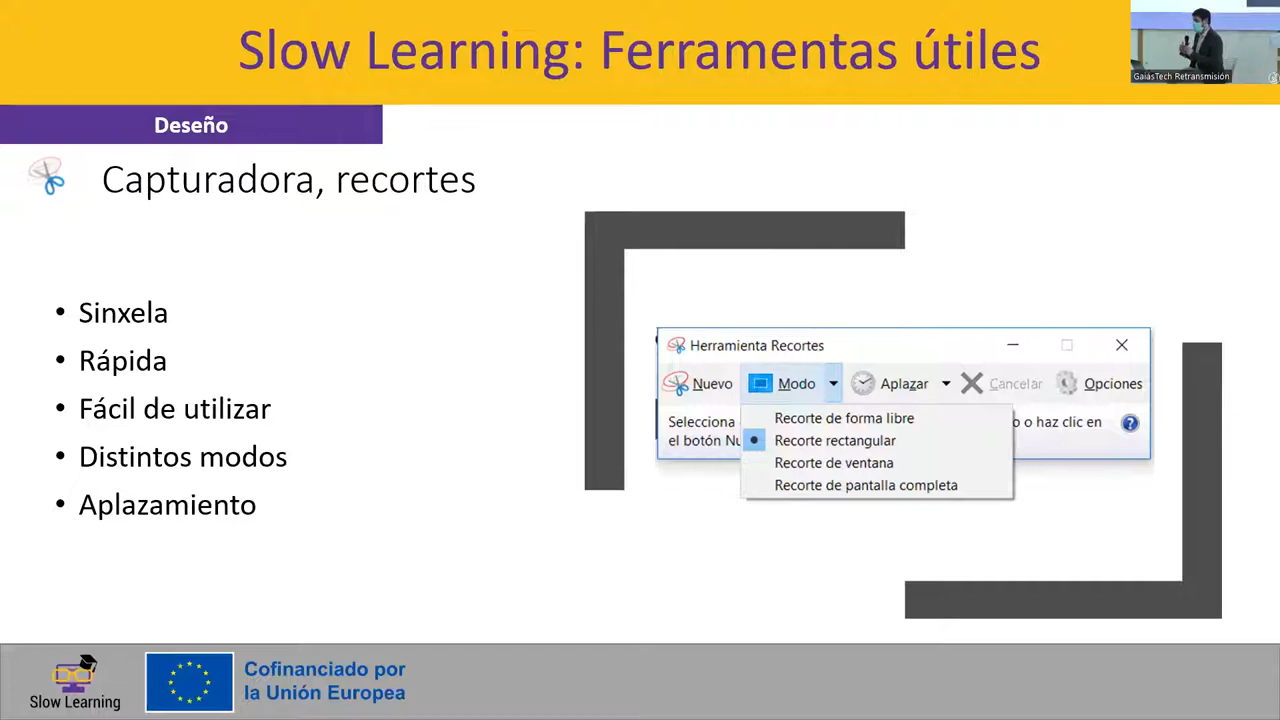 Slow Learning: Ferramentas útiles
GaiásTech Retransmisión
Deseño
Capturadora, recortes
• Sinxela
• Rápida
• Fácil de utilizar
• Distintos modos
• Aplazamiento
Herramienta Recortes
Nuevo Modo Aplazar Cancelar Opciones
Selecciona o haz clic en
el botón Nu
Recorte de forma libre
Recorte rectangular
Recorte de ventana
Recorte de pantalla completa
Slow Learning
Cofinanciado por
la Unión Europea